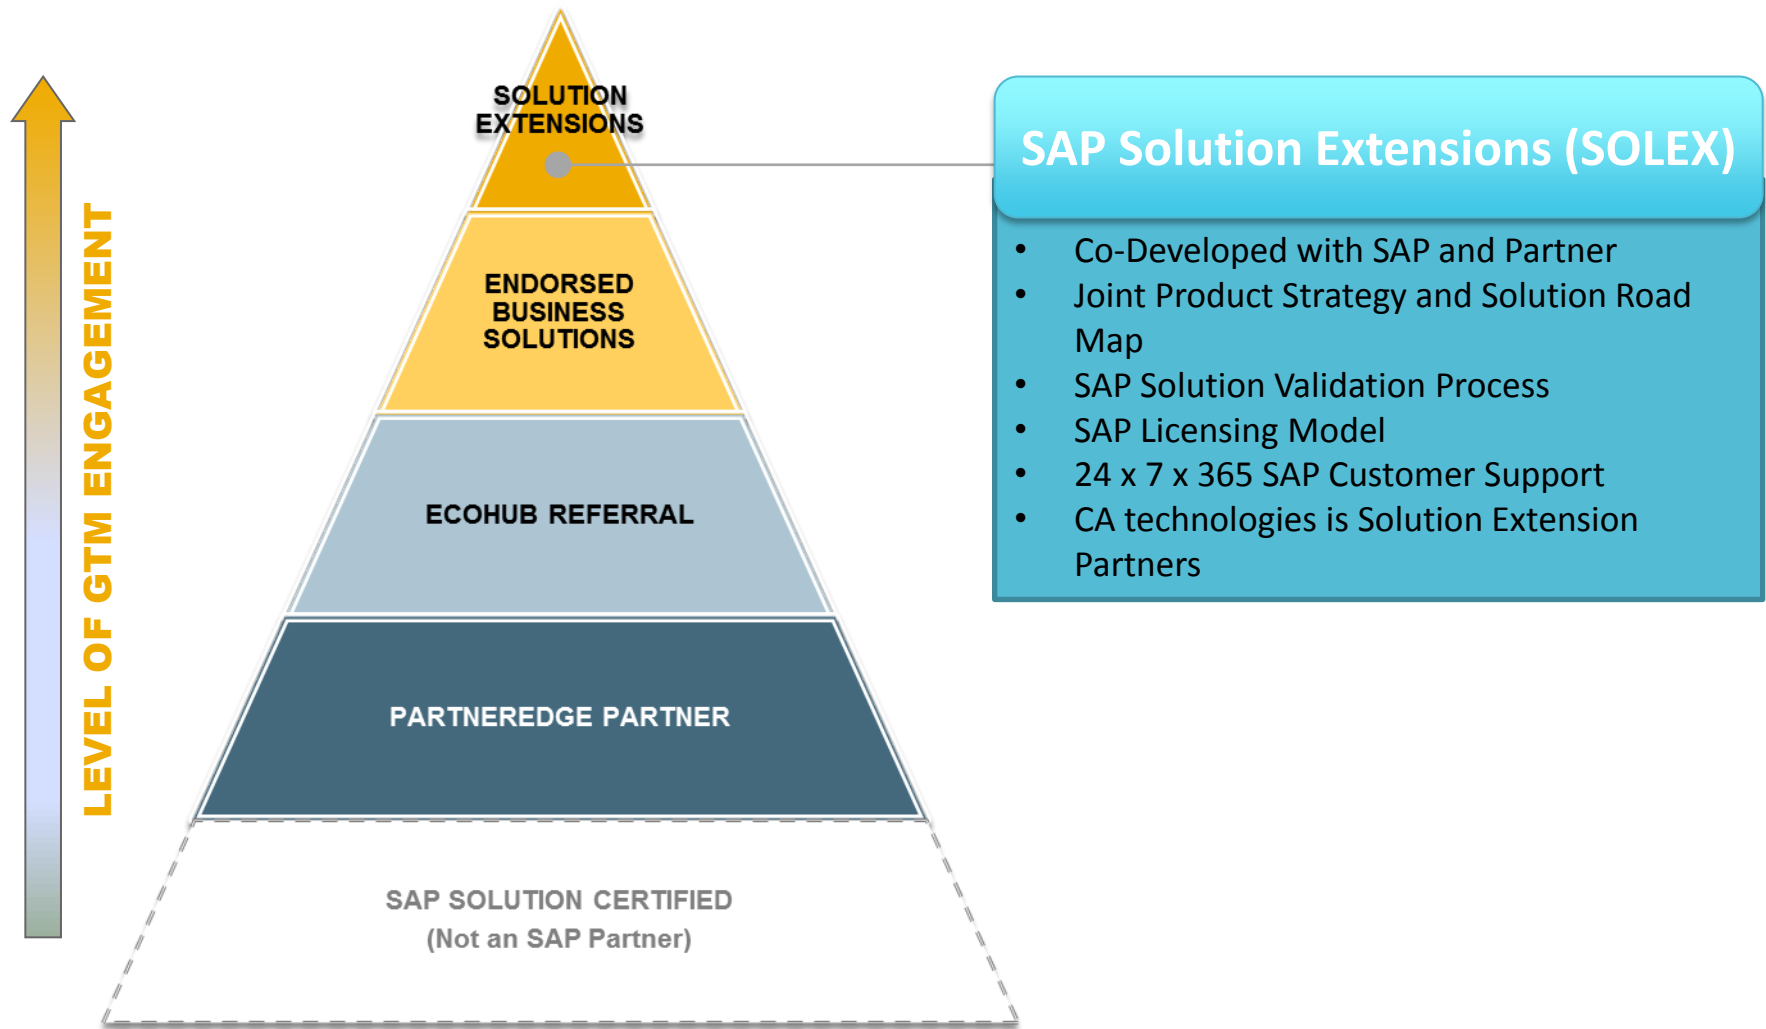 SOLUTION
EXTENSIONS
ENDORSED
BUSINESS
SOLUTIONS
ECOHUB REFERRAL
PARTNEREDGE PARTNER
SAP SOLUTION CERTIFIED
(Not an SAP Partner)
LEVEL OF GTM ENGAGEMENT
SAP Solution Extensions (SOLEX)
• Co-Developed with SAP and Partner
• Joint Product Strategy and Solution Road
Map
• SAP Solution Validation Process
• SAP Licensing Model
• 24 x 7 x 365 SAP Customer Support
• CA technologies is Solution Extension
Partners